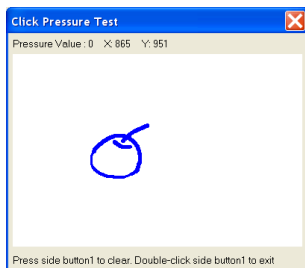 Click Pressure Test
Pressure Value : 0 X: 865 Y: 951
Press side button1 to clear. Double-click side button1 to exit